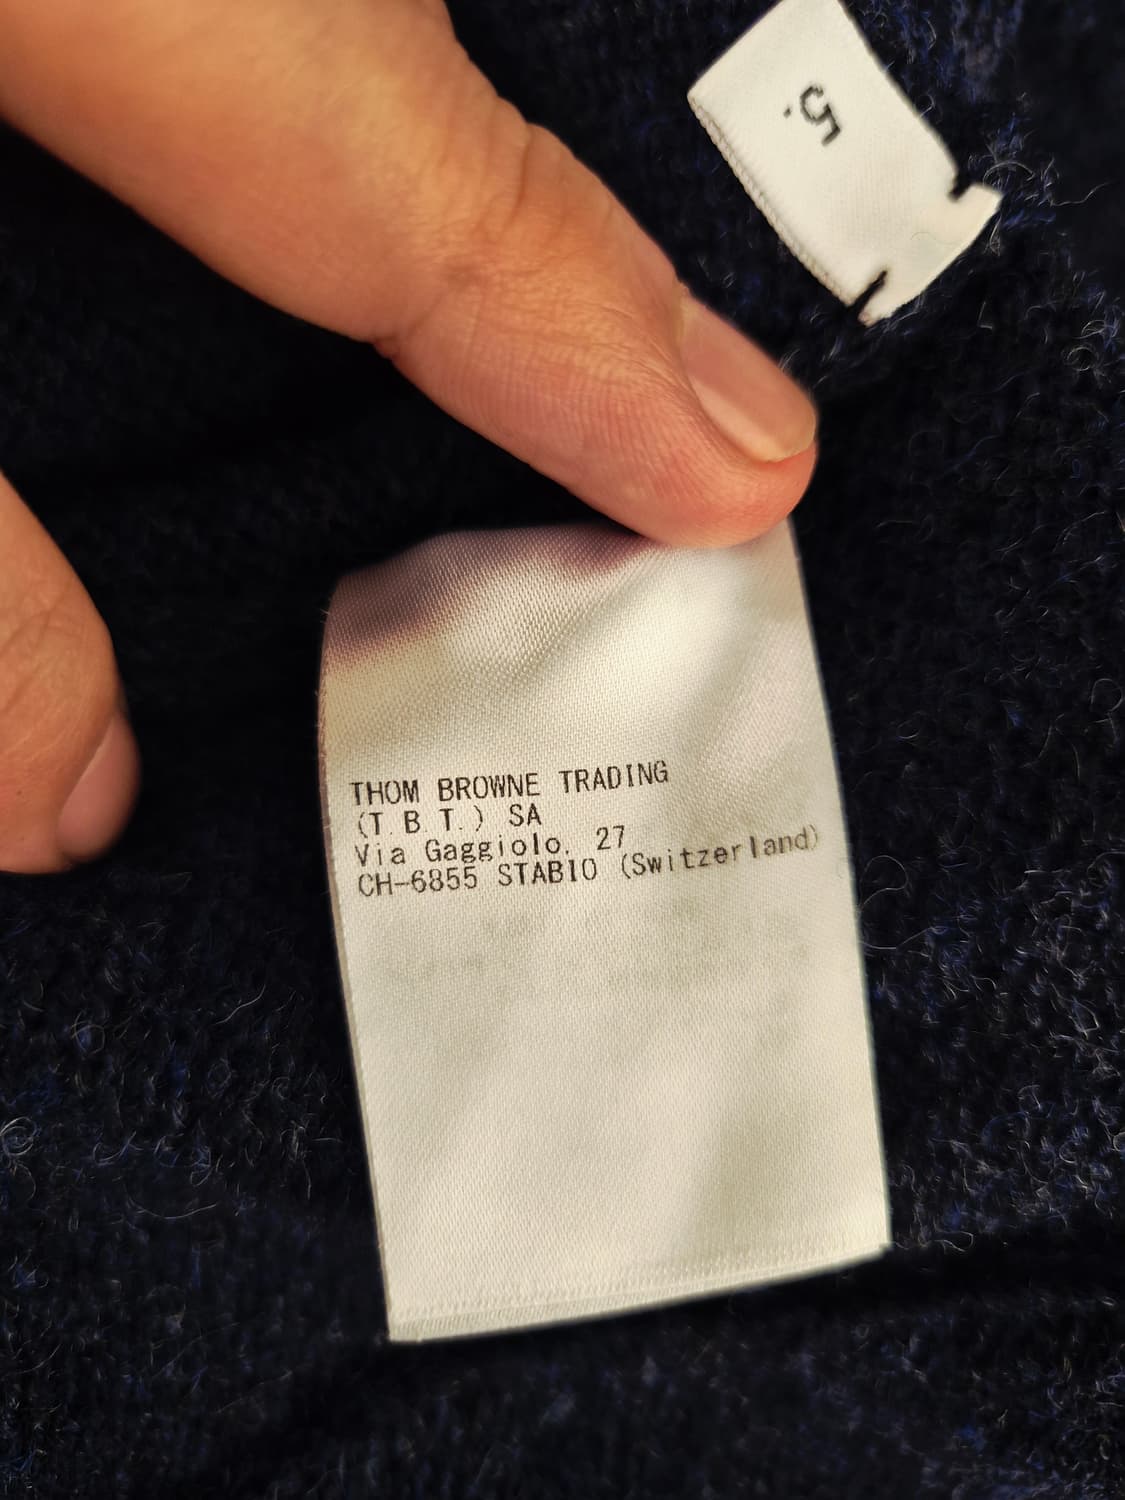 5.
THOM BROWNE TRADING
(T.B.T.) SA
Via Gaggiolo, 27
CH-6855 STABIO (Switzerland)